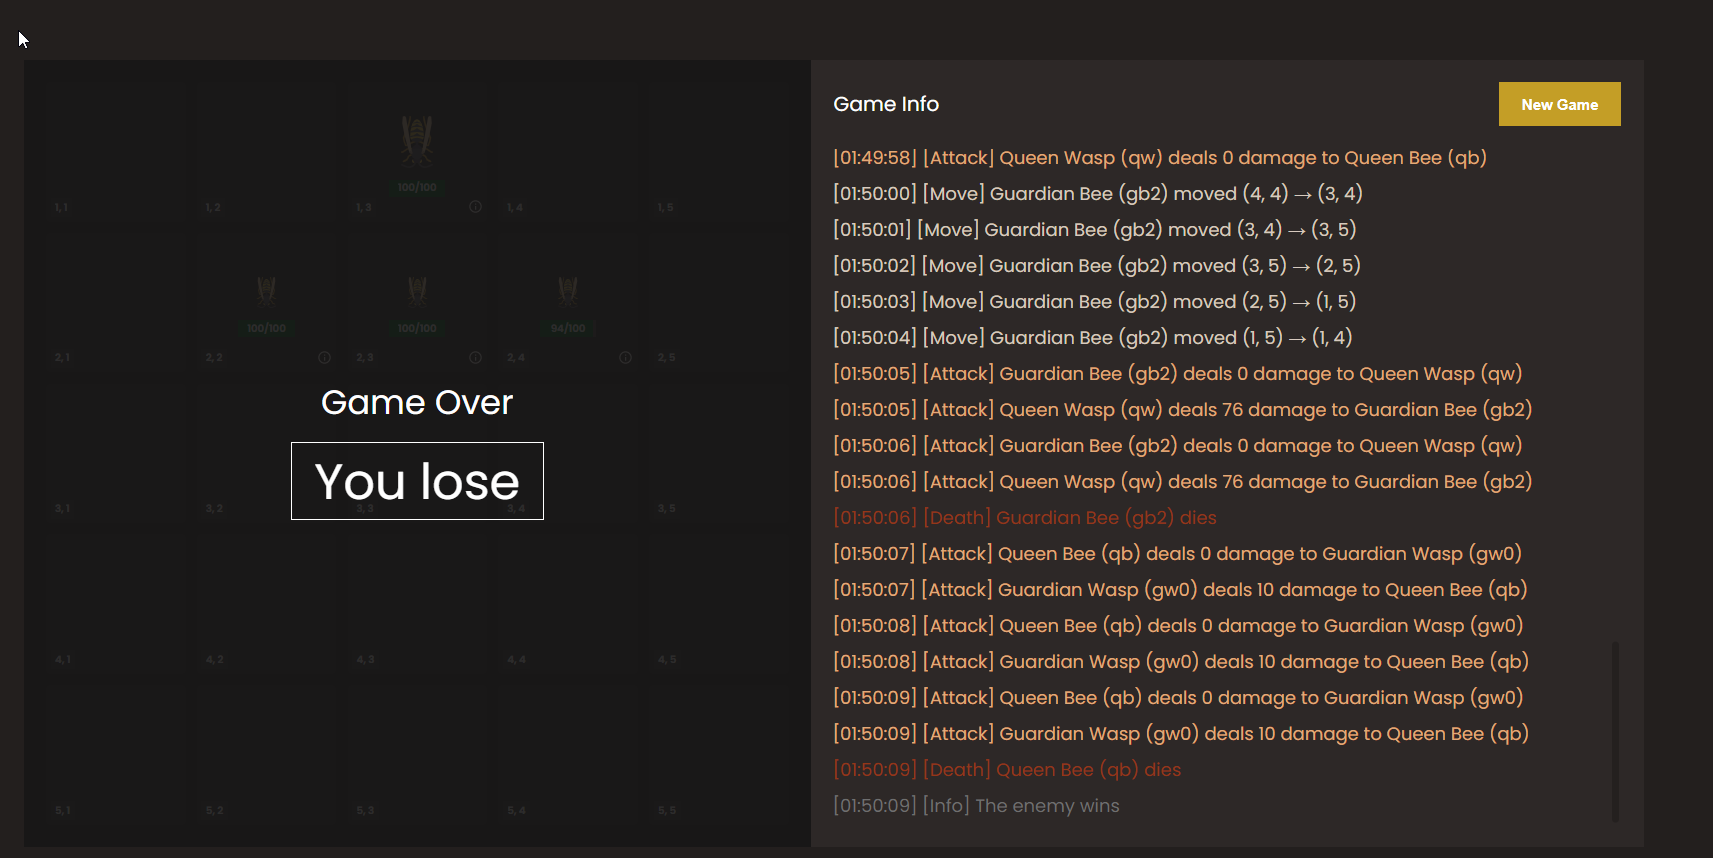 1, 1
1, 2
100/100
1, 3
1, 4
1, 5
100/100
100/100
94/100
2, 1
2, 2
2, 3
2, 4
2, 5
Game Over
You lose
3, 1
3, 2
3, 3
3, 4
3, 5
4, 1
4, 2
4, 3
4, 4
4, 5
5, 1
5, 2
5, 3
5, 4
5, 5
Game Info
New Game
[01:49:58] [Attack] Queen Wasp (qw) deals 0 damage to Queen Bee (qb)
[01:50:00] [Move] Guardian Bee (gb2) moved (4, 4) → (3, 4)
[01:50:01] [Move] Guardian Bee (gb2) moved (3, 4) → (3, 5)
[01:50:02] [Move] Guardian Bee (gb2) moved (3, 5) → (2, 5)
[01:50:03] [Move] Guardian Bee (gb2) moved (2, 5) → (1, 5)
[01:50:04] [Move] Guardian Bee (gb2) moved (1, 5) → (1, 4)
[01:50:05] [Attack] Guardian Bee (gb2) deals 0 damage to Queen Wasp (qw)
[01:50:05] [Attack] Queen Wasp (qw) deals 76 damage to Guardian Bee (gb2)
[01:50:06] [Attack] Guardian Bee (gb2) deals 0 damage to Queen Wasp (qw)
[01:50:06] [Attack] Queen Wasp (qw) deals 76 damage to Guardian Bee (gb2)
[01:50:06] [Death] Guardian Bee (gb2) dies
[01:50:07] [Attack] Queen Bee (qb) deals 0 damage to Guardian Wasp (gw0)
[01:50:07] [Attack] Guardian Wasp (gw0) deals 10 damage to Queen Bee (qb)
[01:50:08] [Attack] Queen Bee (qb) deals 0 damage to Guardian Wasp (gw0)
[01:50:08] [Attack] Guardian Wasp (gw0) deals 10 damage to Queen Bee (qb)
[01:50:09] [Attack] Queen Bee (qb) deals 0 damage to Guardian Wasp (gw0)
[01:50:09] [Attack] Guardian Wasp (gw0) deals 10 damage to Queen Bee (qb)
[01:50:09] [Death] Queen Bee (qb) dies
[01:50:09] [Info] The enemy wins